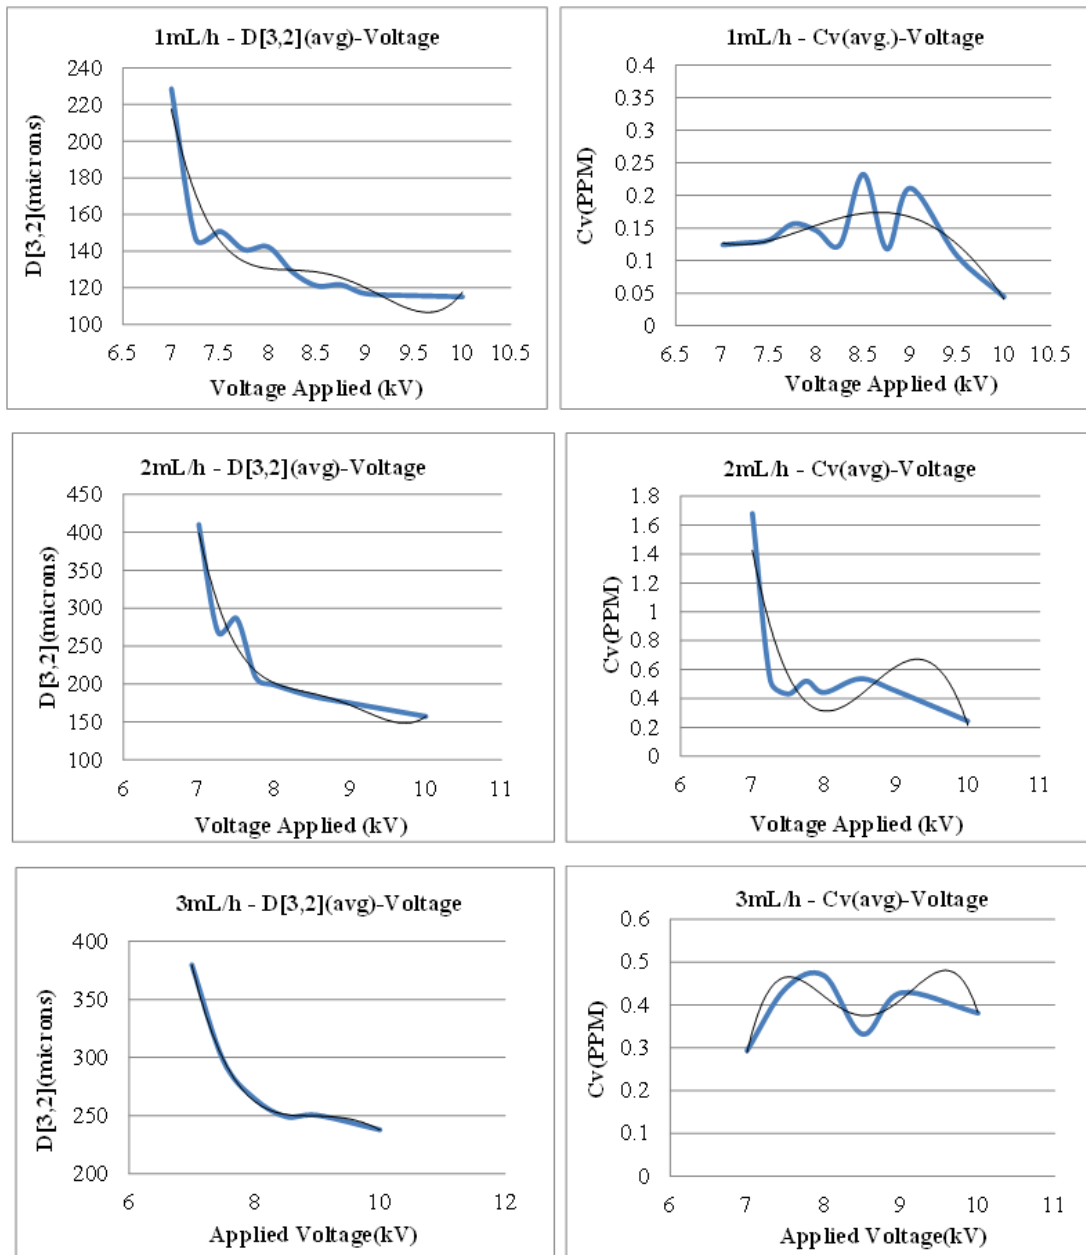 1mL/h - D[3,2](avg)-Voltage
D[3,2](microns)
240
220
200
180
160
140
120
100
6.5 7 7.5 8 8.5 9 9.5 10 10.5
Voltage Applied (kV)
1mL/h - Cv(avg.)-Voltage
Cv(PPM)
0.4
0.35
0.3
0.25
0.2
0.15
0.1
0.05
0
6.5 7 7.5 8 8.5 9 9.5 10 10.5
Voltage Applied (kV)
2mL/h - D[3,2](avg)-Voltage
D[3,2](microns)
450
400
350
300
250
200
150
100
6 7 8 9 10 11
Voltage Applied (kV)
2mL/h - Cv(avg)-Voltage
Cv(PPM)
1.8
1.6
1.4
1.2
1
0.8
0.6
0.4
0.2
0
6 7 8 9 10 11
Voltage Applied (kV)
3mL/h - D[3,2](avg)-Voltage
D[3,2](microns)
400
350
300
250
200
6 8 10 12
Applied Voltage(kV)
3mL/h - Cv(avg)-Voltage
Cv(PPM)
0.6
0.5
0.4
0.3
0.2
0.1
0
6 7 8 9 10 11
Applied Voltage(kV)